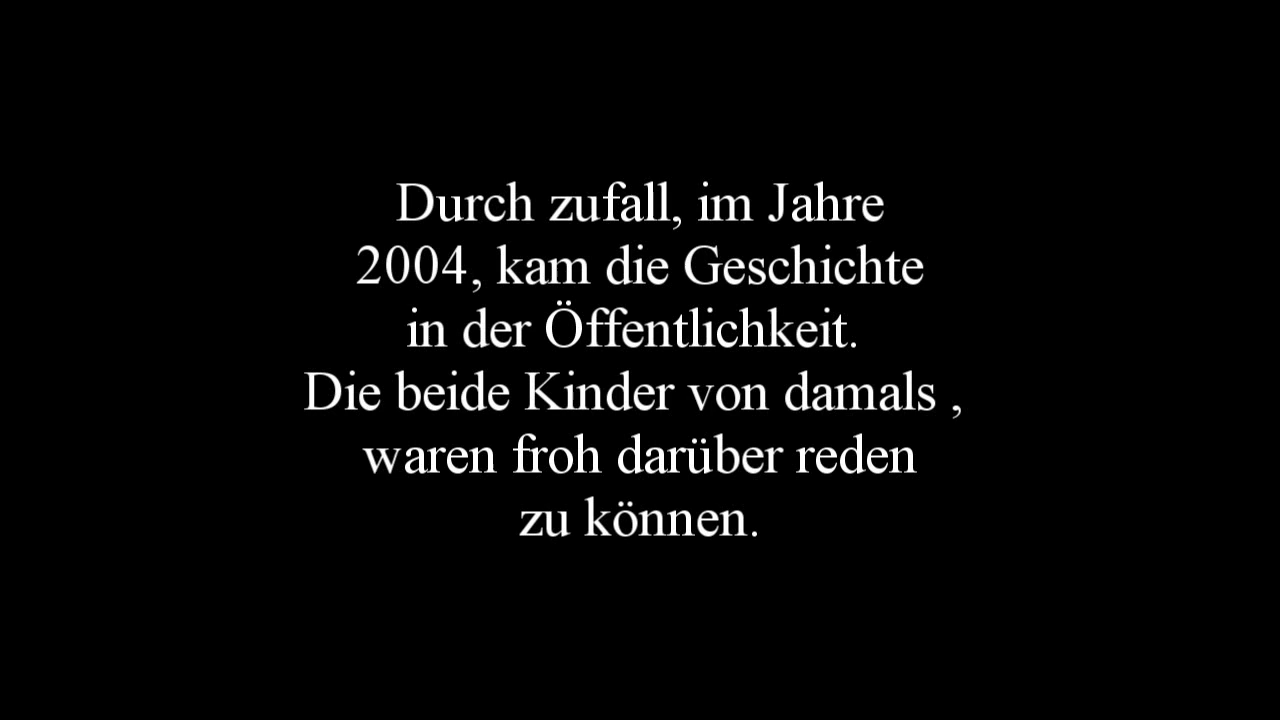 Durch zufall, im Jahre
2004, kam die Geschichte
in der Öffentlichkeit.
Die beide Kinder von damals ,
waren froh darüber reden
zu können.